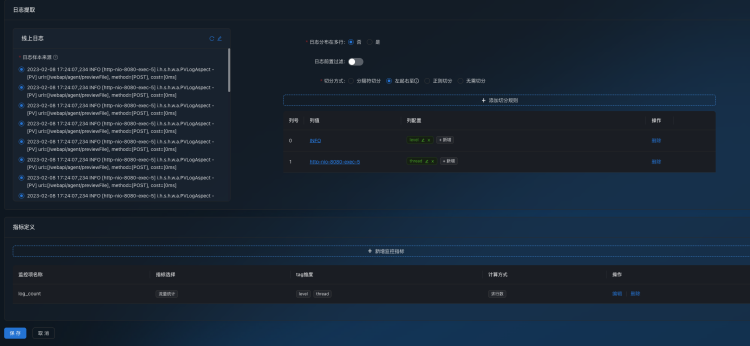 日志提取
线上日志
日志样本来源
2023-02-08 17:24:07,234 INFO [http-nio-8080-exec-5] i.h.s.h.w.a.PVLogAspect -
[PV] url=[/webapi/agent/previewFile], method=[POST], cost=[0ms]
2023-02-08 17:24:07,234 INFO [http-nio-8080-exec-5] i.h.s.h.w.a.PVLogAspect -
[PV] url=[/webapi/agent/previewFile], method=[POST], cost=[0ms]
2023-02-08 17:24:07,234 INFO [http-nio-8080-exec-5] i.h.s.h.w.a.PVLogAspect -
[PV] url=[/webapi/agent/previewFile], method=[POST], cost=[0ms]
2023-02-08 17:24:07,234 INFO [http-nio-8080-exec-5] i.h.s.h.w.a.PVLogAspect -
[PV] url=[/webapi/agent/previewFile], method=[POST], cost=[0ms]
2023-02-08 17:24:07,234 INFO [http-nio-8080-exec-5] i.h.s.h.w.a.PVLogAspect -
[PV] url=[/webapi/agent/previewFile], method=[POST], cost=[0ms]
2023-02-08 17:24:07,234 INFO [http-nio-8080-exec-5] i.h.s.h.w.a.PVLogAspect -
[PV] url=[/webapi/agent/previewFile], method=[POST], cost=[0ms]
2023-02-08 17:24:07,234 INFO [http-nio-8080-exec-5] i.h.s.h.w.a.PVLogAspect -
[PV] url=[/webapi/agent/previewFile], method=[POST], cost=[0ms]
2023-02-08 17:24:07,234 INFO [http-nio-8080-exec-5] i.h.s.h.w.a.PVLogAspect -
日志分布在多行: 否 是
日志前置过滤:
* 切分方式: 分隔符切分 左起右至 正则切分 无需切分
+ 添加切分规则
列号 列值 列配置 操作
0 INFO level + 新增 删除
1 http-nio-8080-exec-5 thread + 新增 删除
指标定义
+ 新增监控指标
监控项名称 指标选择 tag维度 计算方式 操作
log_count 流量统计 level thread 求行数 编辑 删除
保 存 取 消